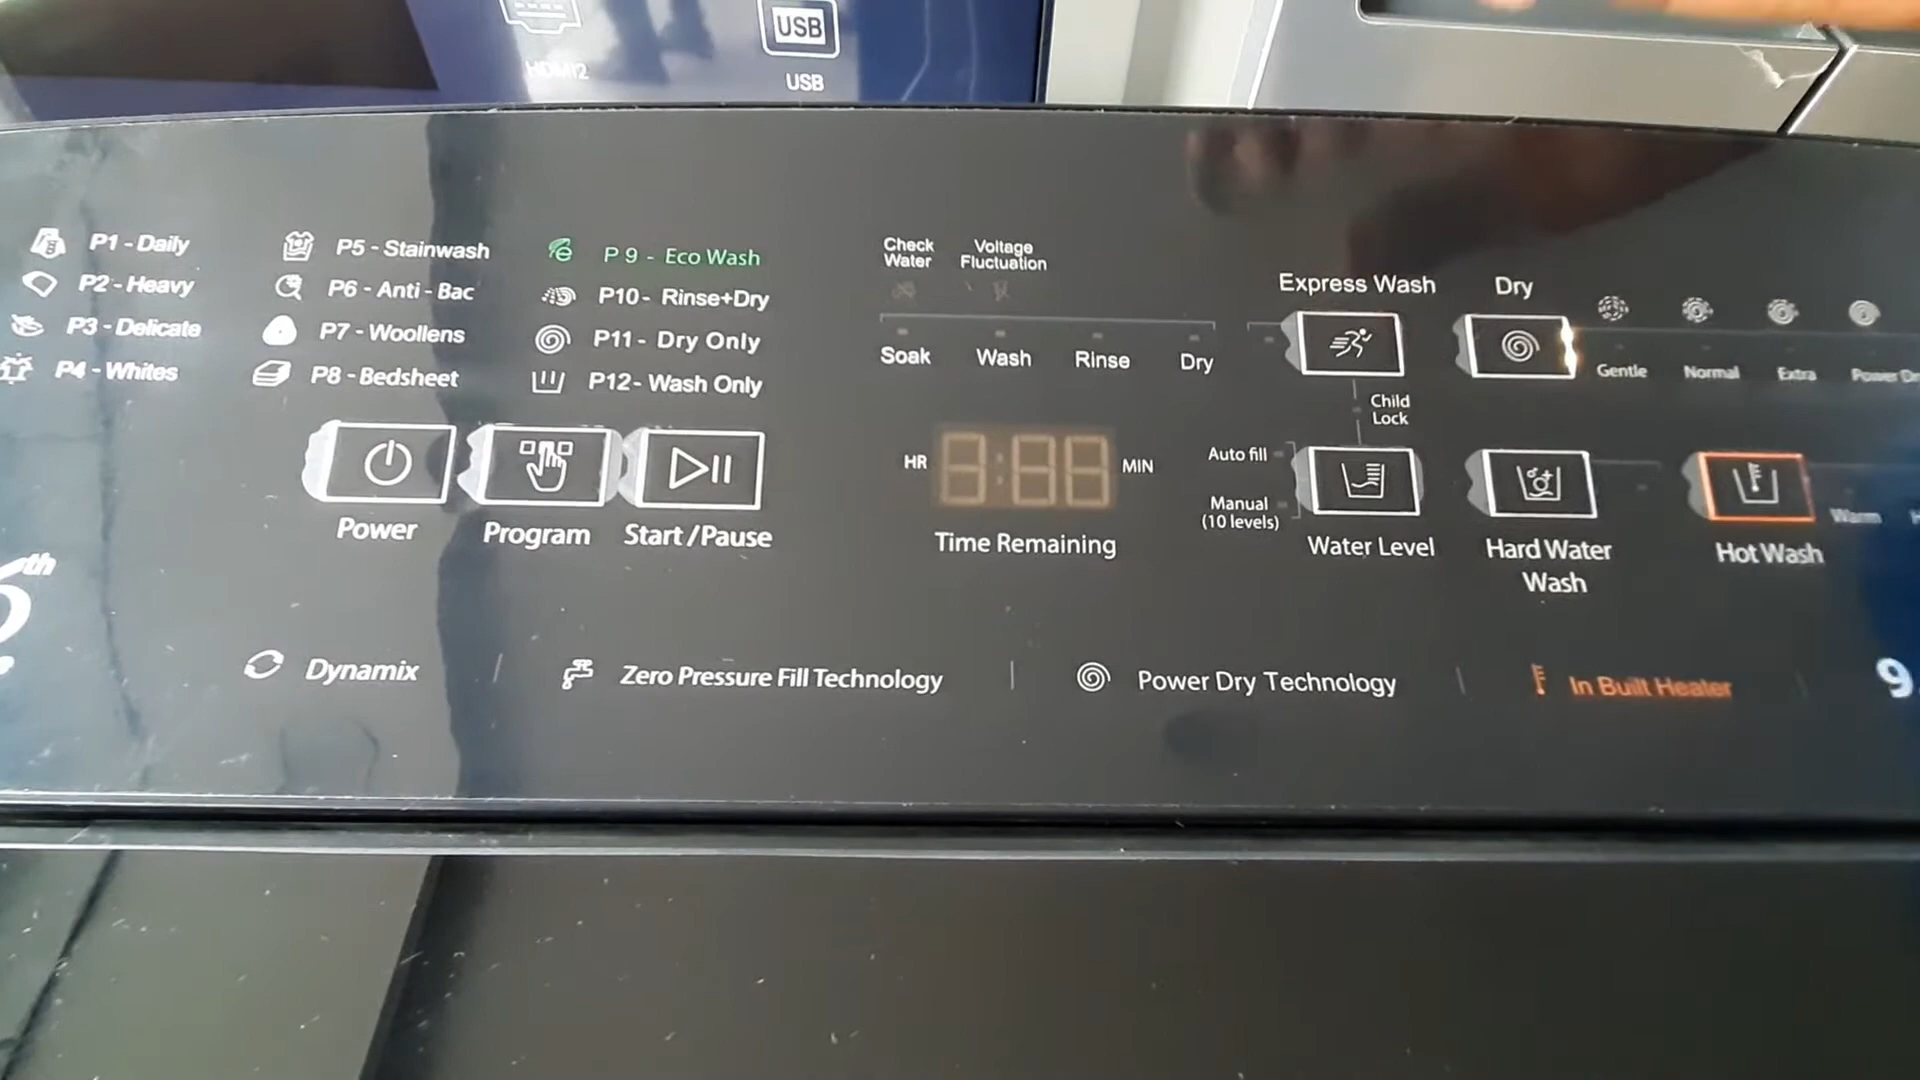 HDMI2
USB
USB
P1 - Daily
P2 - Heavy
P3 - Delicate
P4 - Whites
P5 - Stainwash
P6 - Anti - Bac
P7 - Woollens
P8 - Bedsheet
P 9 - Eco Wash
P10- Rinse+Dry
P11- Dry Only
P12- Wash Only
Check
Water
Voltage
Fluctuation
Soak Wash Rinse Dry
Express Wash
Dry
Gentle Normal Extra Power
Child
Lock
Power
Program
Start /Pause
HR
MIN
Time Remaining
Auto fill
Manual
(10 levels)
Water Level
Hard Water
Wash
Hot Wash
Warm
6th
Dynamix
Zero Pressure Fill Technology
Power Dry Technology
In Built Heater
9